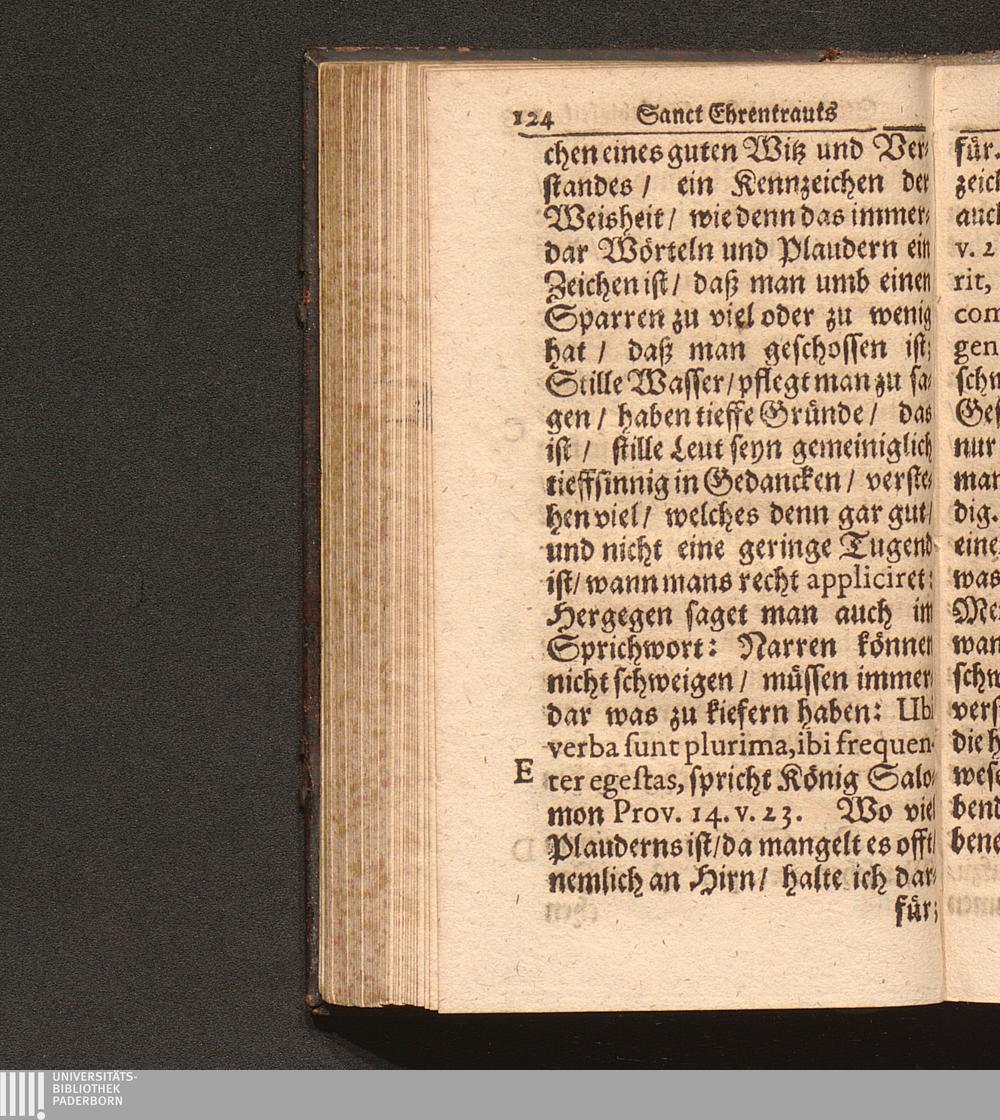 124 Sanct Ehrentrauts
chen eines guten Witz und Ver-
standes / ein Kennzeichen der
Weisheit / wie denn das immer-
dar Wörteln und Plaudern ein
Zeichen ist / daß man umb einen
Sparren zu viel oder zu wenig
hat / daß man geschossen ist;
Stille Wasser / pflegt man zu sa-
gen / haben tieffe Gründe / das
ist / stille Leut seyn gemeiniglich
tieffsinnig in Gedancken / verste-
hen viel / welches denn gar gut /
und nicht eine geringe Tugend
ist / wann mans recht appliciret:
Hergegen saget man auch im
Sprichwort: Narren können
nicht schweigen / müssen immer-
dar was zu kiefern haben: Ubi
verba sunt plurima, ibi frequen-
E ter egestas, spricht König Salo-
mon Prov. 14. v. 23. Wo viel
Plauderns ist / da mangelt es offt /
nemlich an Hirn / halte ich dar-
für;
für.
v. 2
rit,
nur
dig.
was
UNIVERSITÄTS-
BIBLIOTHEK
PADERBORN